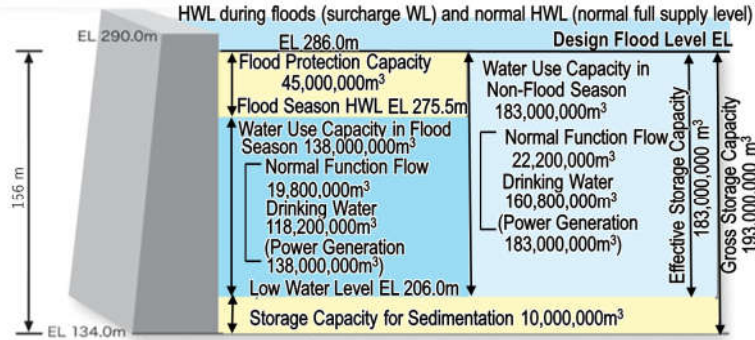 HWL during floods (surcharge WL) and normal HWL (normal full supply level)
EL 290.0m
EL 286.0m
Design Flood Level EL
Flood Protection Capacity
45,000,000m³
Flood Season HWL EL 275.5m
Water Use Capacity in Flood
Season 138,000,000m³
Normal Function Flow
19,800,000m³
Drinking Water
118,200,000m³
(Power Generation
138,000,000m³)
Low Water Level EL 206.0m
Storage Capacity for Sedimentation 10,000,000m³
Water Use Capacity in
Non-Flood Season
183,000,000m³
Normal Function Flow
22,200,000m³
Drinking Water
160,800,000m³
(Power Generation
183,000,000m³)
Effective Storage Capacity
183,000,000 m³
Gross Storage Capacity
193,000,000 m³
156 m
EL 134.0m